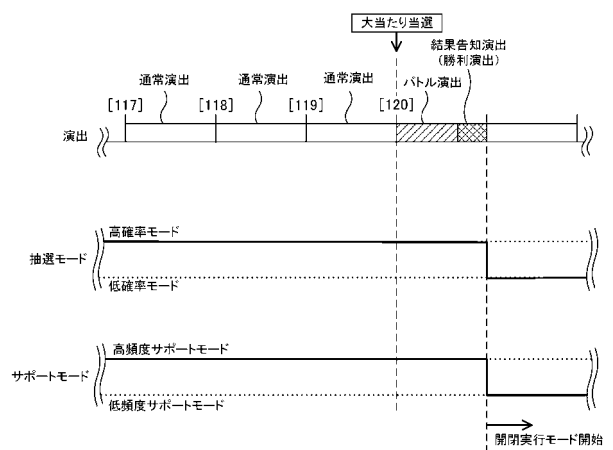 大当たり当選
結果告知演出
(勝利演出)
通常演出
通常演出
通常演出
バトル演出
[117]
[118]
[119]
[120]
演出
高確率モード
抽選モード
低確率モード
高頻度サポートモード
サポートモード
低頻度サポートモード
開閉実行モード開始